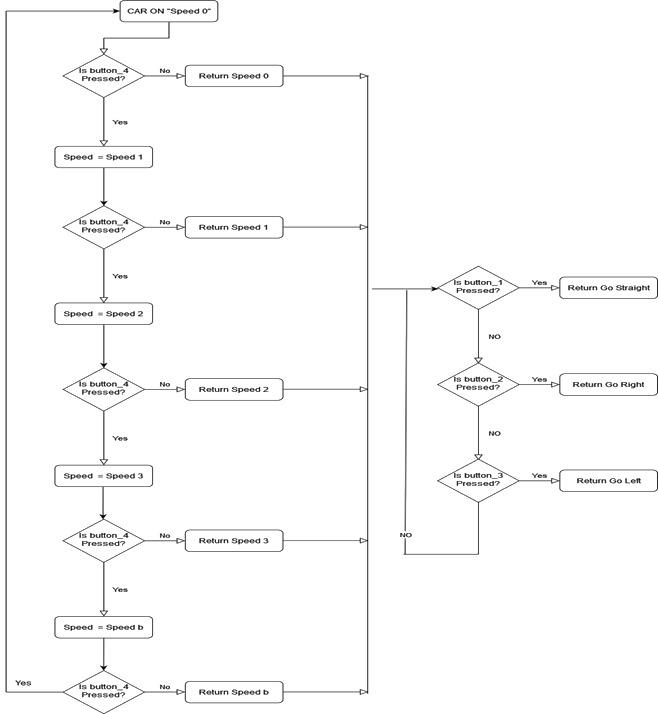 CAR ON "Speed 0"
Is button_4
Pressed?
No
Return Speed 0
Yes
Speed = Speed 1
Is button_4
Pressed?
No
Return Speed 1
Yes
Speed = Speed 2
Is button_4
Pressed?
No
Return Speed 2
Yes
Speed = Speed 3
Is button_4
Pressed?
No
Return Speed 3
Yes
Speed = Speed b
Is button_4
Pressed?
No
Return Speed b
Yes
Is button_1
Pressed?
Yes
Return Go Straight
NO
Is button_2
Pressed?
Yes
Return Go Right
NO
Is button_3
Pressed?
Yes
Return Go Left
NO